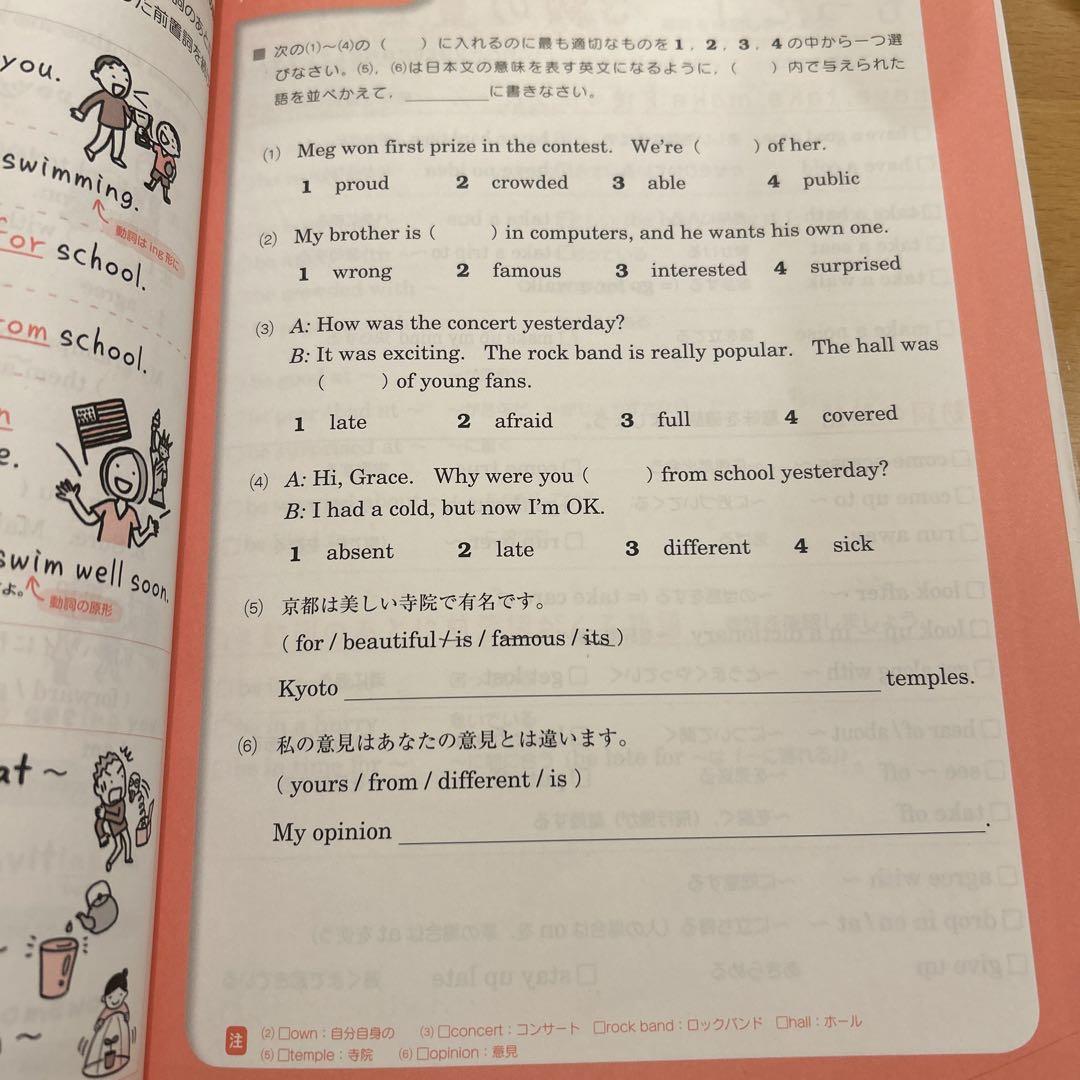 you.
swimming.
動詞は ing 形に
for school.
om school.
e.
swim well soon.
よ。
動詞の原形
at ～
■ 次の(1)～(4)の（　　）に入れるのに最も適切なものを 1，2，3，4 の中から一つ選
びなさい。(5)，(6)は日本文の意味を表す英文になるように，（　　）内で与えられた
語を並べかえて，＿＿＿＿＿に書きなさい。
(1) Meg won first prize in the contest. We're (　　) of her.
1 proud 2 crowded 3 able 4 public
(2) My brother is (　　) in computers, and he wants his own one.
1 wrong 2 famous 3 interested 4 surprised
(3) A: How was the concert yesterday?
B: It was exciting. The rock band is really popular. The hall was
(　　) of young fans.
1 late 2 afraid 3 full 4 covered
(4) A: Hi, Grace. Why were you (　　) from school yesterday?
B: I had a cold, but now I'm OK.
1 absent 2 late 3 different 4 sick
(5) 京都は美しい寺院で有名です。
( for / beautiful / is / famous / its )
Kyoto ＿＿＿＿＿ temples.
(6) 私の意見はあなたの意見とは違います。
( yours / from / different / is )
My opinion ＿＿＿＿＿.
注 (2) □own：自分自身の (3) □concert：コンサート □rock band：ロックバンド □hall：ホール
(5) □temple：寺院 (6) □opinion：意見